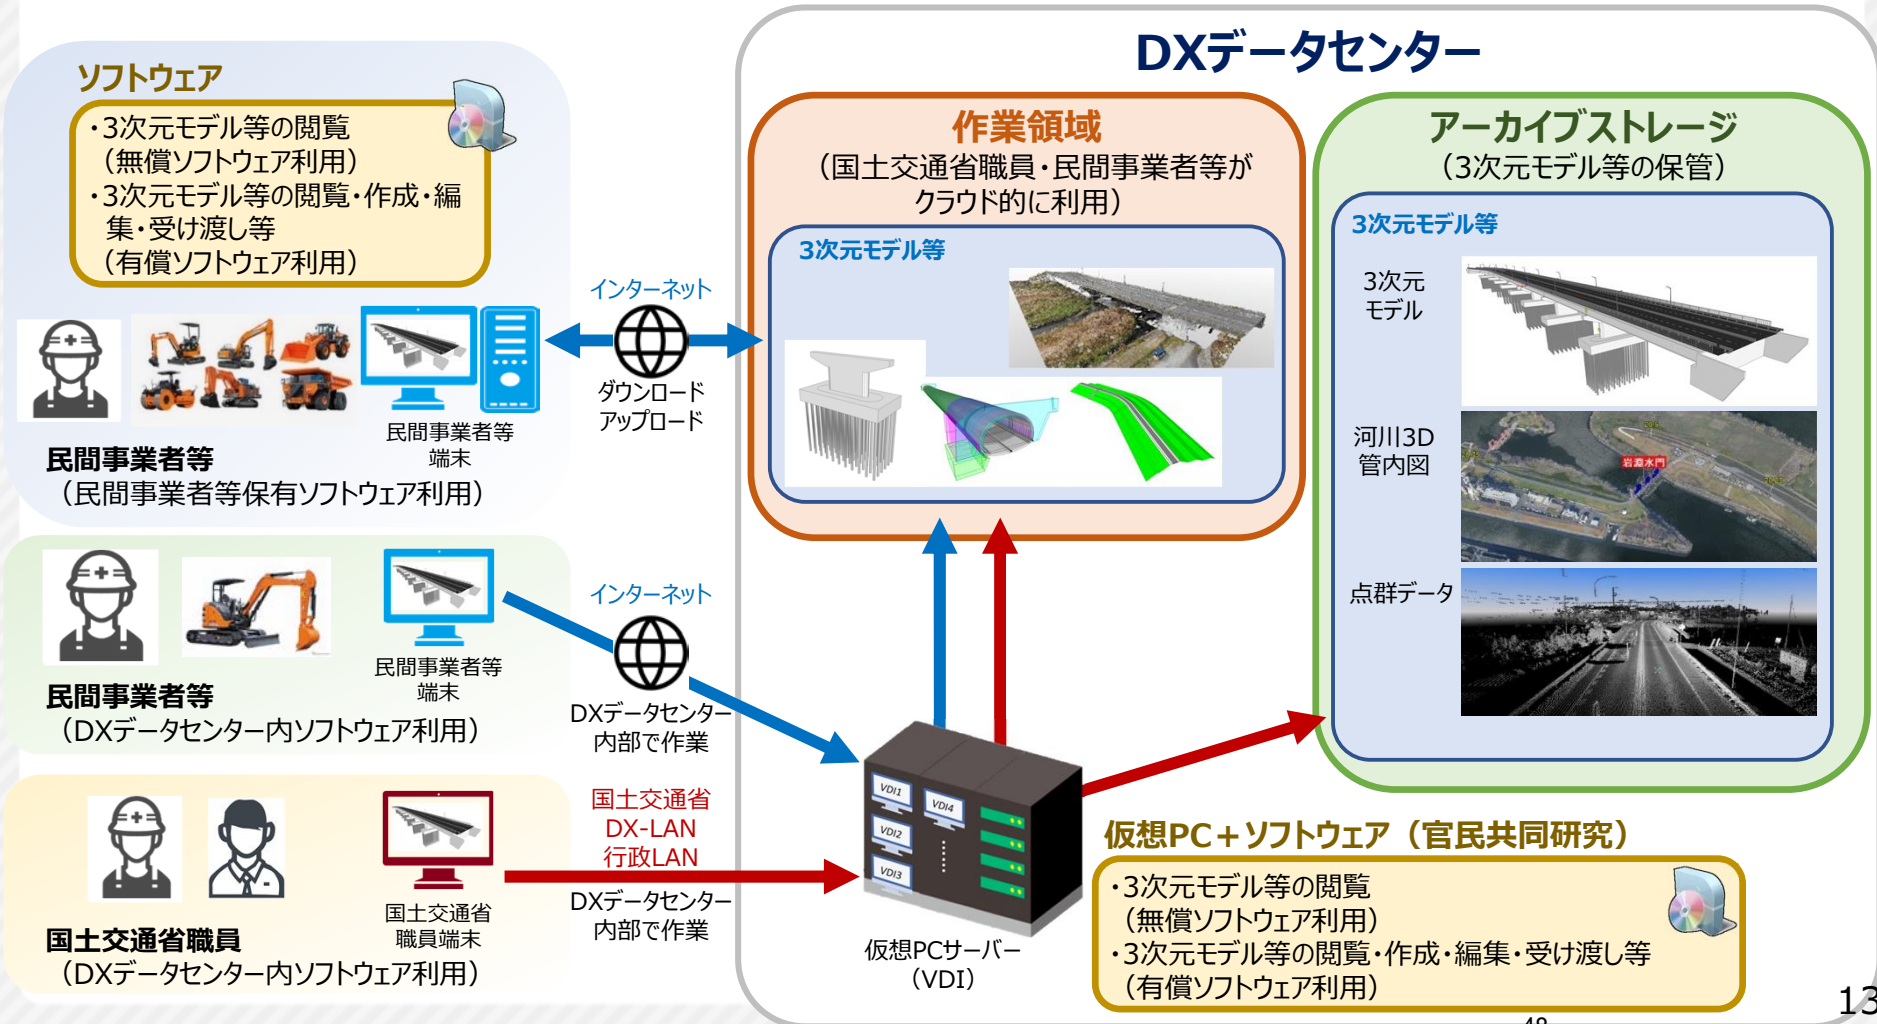 DXデータセンター
ソフトウェア
・3次元モデル等の閲覧
（無償ソフトウェア利用）
・3次元モデル等の閲覧・作成・編
集・受け渡し等
（有償ソフトウェア利用）
民間事業者等
端末
民間事業者等
（民間事業者等保有ソフトウェア利用）
インターネット
ダウンロード
アップロード
作業領域
（国土交通省職員・民間事業者等が
クラウド的に利用）
3次元モデル等
アーカイブストレージ
（3次元モデル等の保管）
3次元モデル等
3次元
モデル
河川3D
管内図
岩淵水門
点群データ
民間事業者等
端末
民間事業者等
（DXデータセンター内ソフトウェア利用）
インターネット
DXデータセンター
内部で作業
国土交通省
職員端末
国土交通省職員
（DXデータセンター内ソフトウェア利用）
国土交通省
DX-LAN
行政LAN
DXデータセンター
内部で作業
VDI1
VDI4
VDI2
VDI3
仮想PCサーバー
（VDI）
仮想PC＋ソフトウェア（官民共同研究）
・3次元モデル等の閲覧
（無償ソフトウェア利用）
・3次元モデル等の閲覧・作成・編集・受け渡し等
（有償ソフトウェア利用）
13